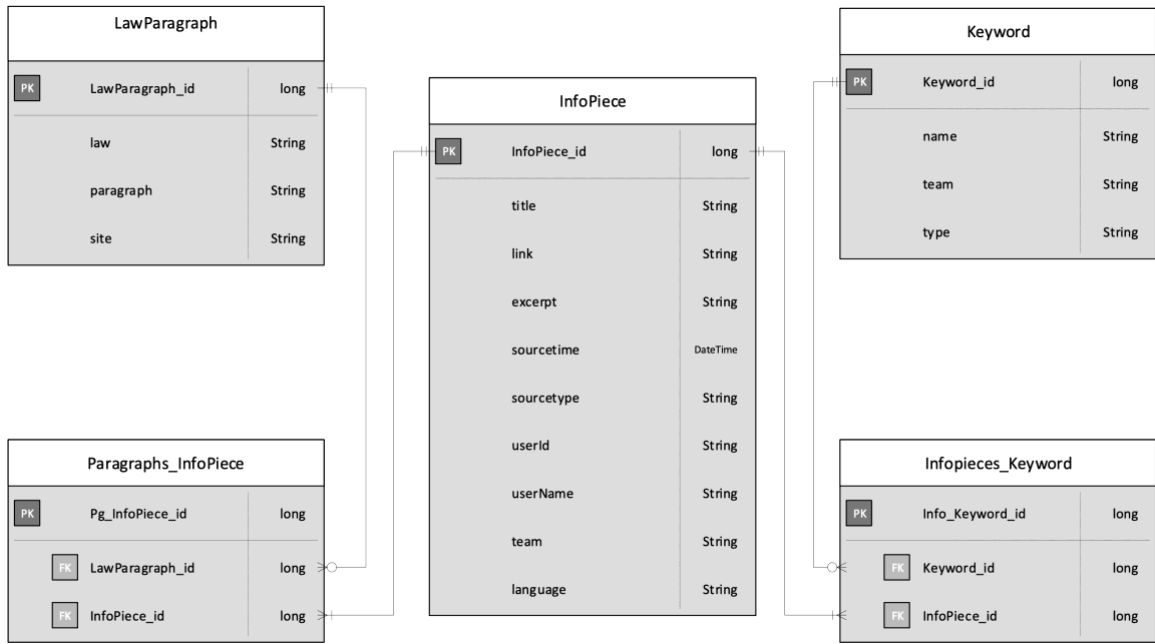 LawParagraph
PK LawParagraph_id long
law String
paragraph String
site String
InfoPiece
PK InfoPiece_id long
title String
link String
excerpt String
sourcetime DateTime
sourcetype String
userId String
userName String
team String
language String
Keyword
PK Keyword_id long
name String
team String
type String
Paragraphs_InfoPiece
PK Pg_InfoPiece_id long
FK LawParagraph_id long
FK InfoPiece_id long
Infopieces_Keyword
PK Info_Keyword_id long
FK Keyword_id long
FK InfoPiece_id long